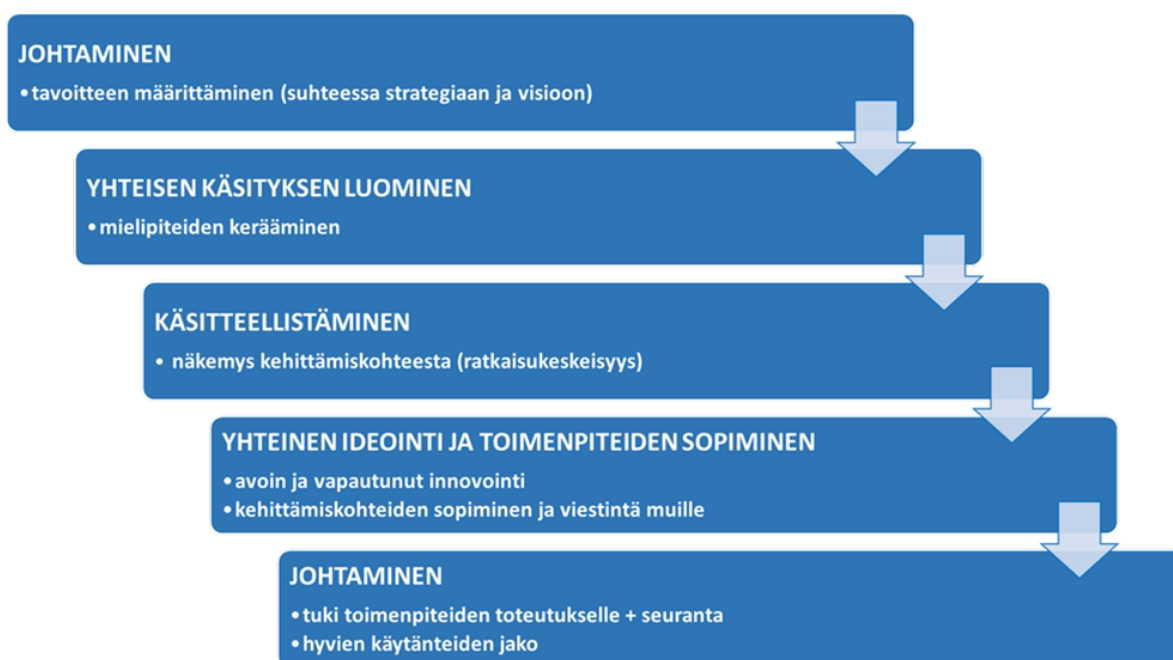 JOHTAMINEN
•tavoitteen määrittäminen (suhteessa strategiaan ja visioon)
YHTEISEN KÄSITYKSEN LUOMINEN
•mielipiteiden kerääminen
KÄSITTEELLISTÄMINEN
• näkemys kehittämiskohteesta (ratkaisukeskeisyys)
YHTEINEN IDEOINTI JA TOIMENPITEIDEN SOPIMINEN
•avoin ja vapautunut innovointi
•kehittämiskohteiden sopiminen ja viestintä muille
JOHTAMINEN
•tuki toimenpiteiden toteutukselle + seuranta
•hyvien käytänteiden jako